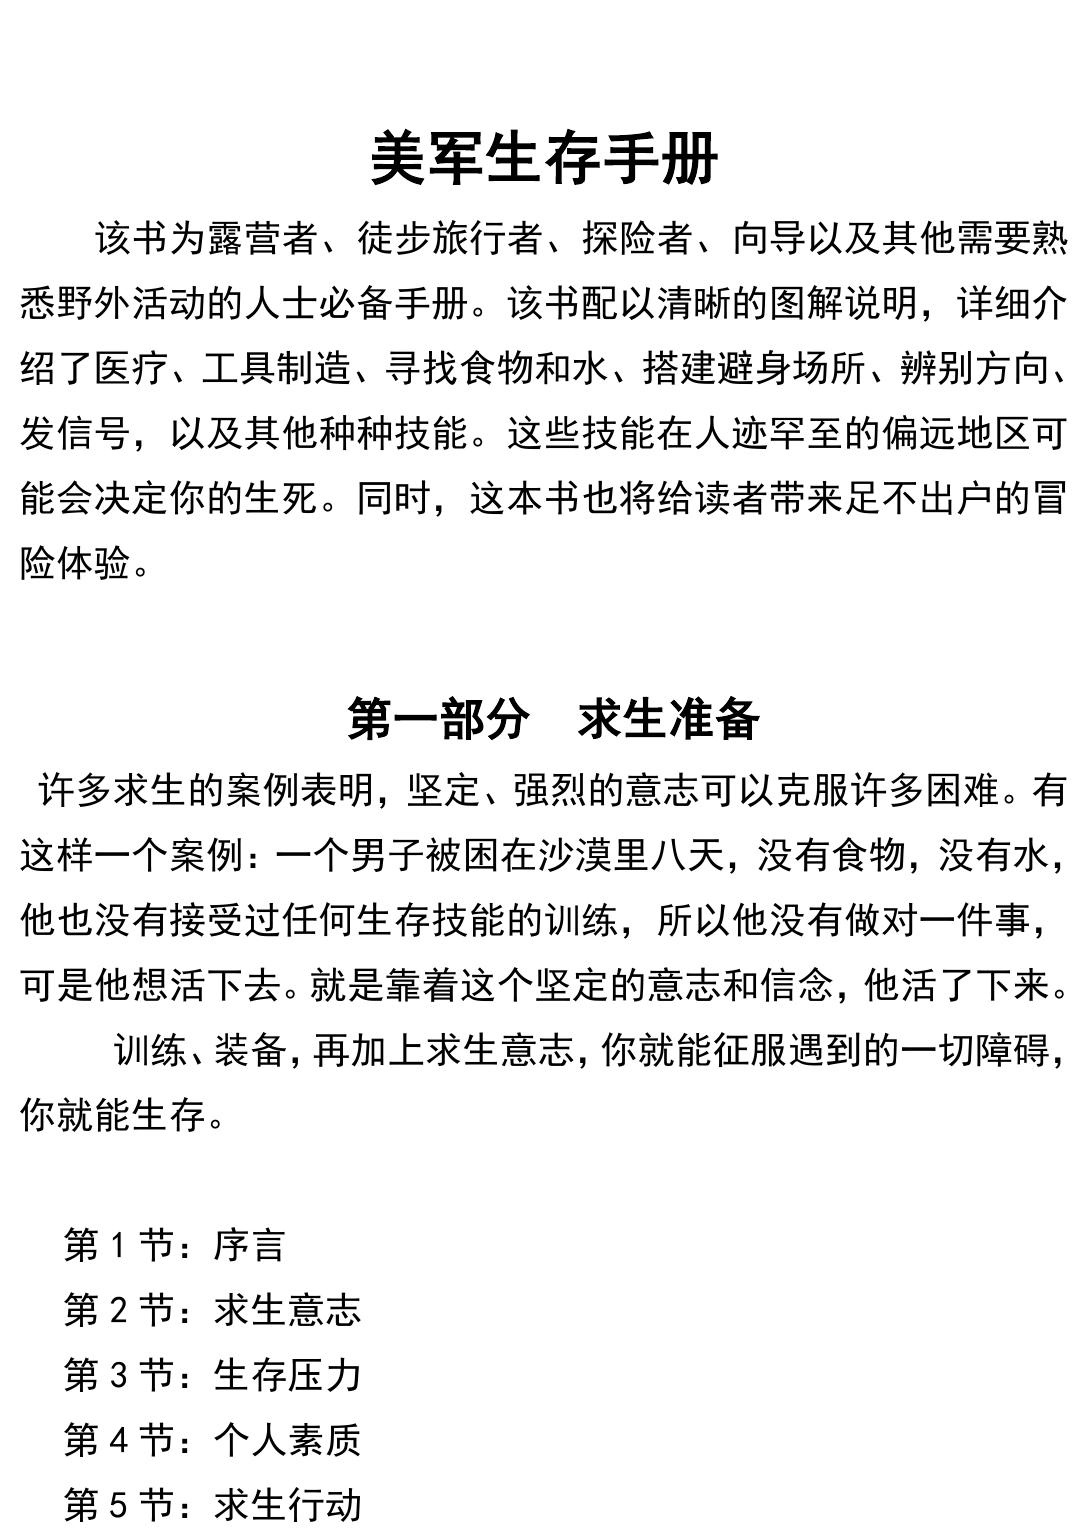 美军生存手册
该书为露营者、徒步旅行者、探险者、向导以及其他需要熟
悉野外活动的人士必备手册。该书配以清晰的图解说明，详细介
绍了医疗、工具制造、寻找食物和水、搭建避身场所、辨别方向、
发信号，以及其他种种技能。这些技能在人迹罕至的偏远地区可
能会决定你的生死。同时，这本书也将给读者带来足不出户的冒
险体验。
第一部分　求生准备
许多求生的案例表明，坚定、强烈的意志可以克服许多困难。有
这样一个案例：一个男子被困在沙漠里八天，没有食物，没有水，
他也没有接受过任何生存技能的训练，所以他没有做对一件事，
可是他想活下去。就是靠着这个坚定的意志和信念，他活了下来。
训练、装备，再加上求生意志，你就能征服遇到的一切障碍，
你就能生存。
第 1 节：序言
第 2 节：求生意志
第 3 节：生存压力
第 4 节：个人素质
第 5 节：求生行动